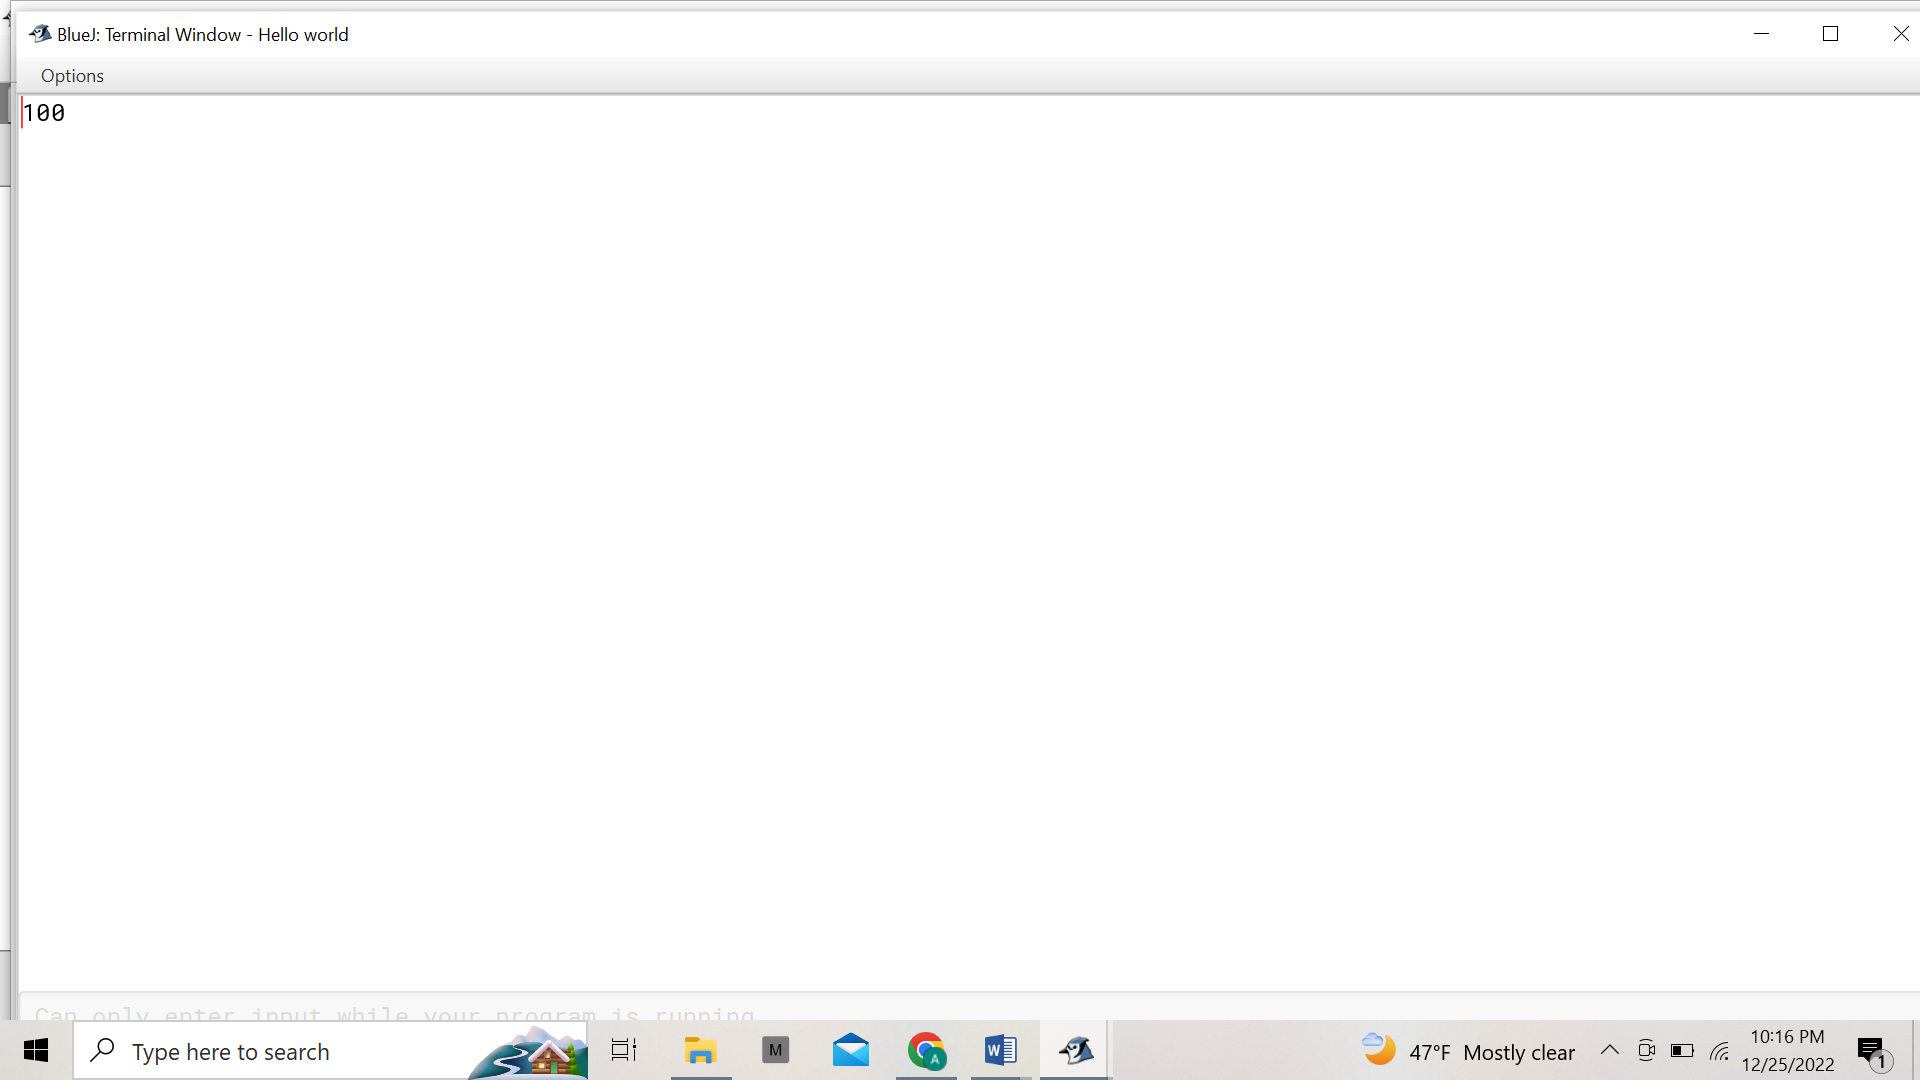 BlueJ: Terminal Window - Hello world
Options
100
Can only enter input while your program is running
Type here to search
M
A
W
47°F Mostly clear
10:16 PM
12/25/2022
1